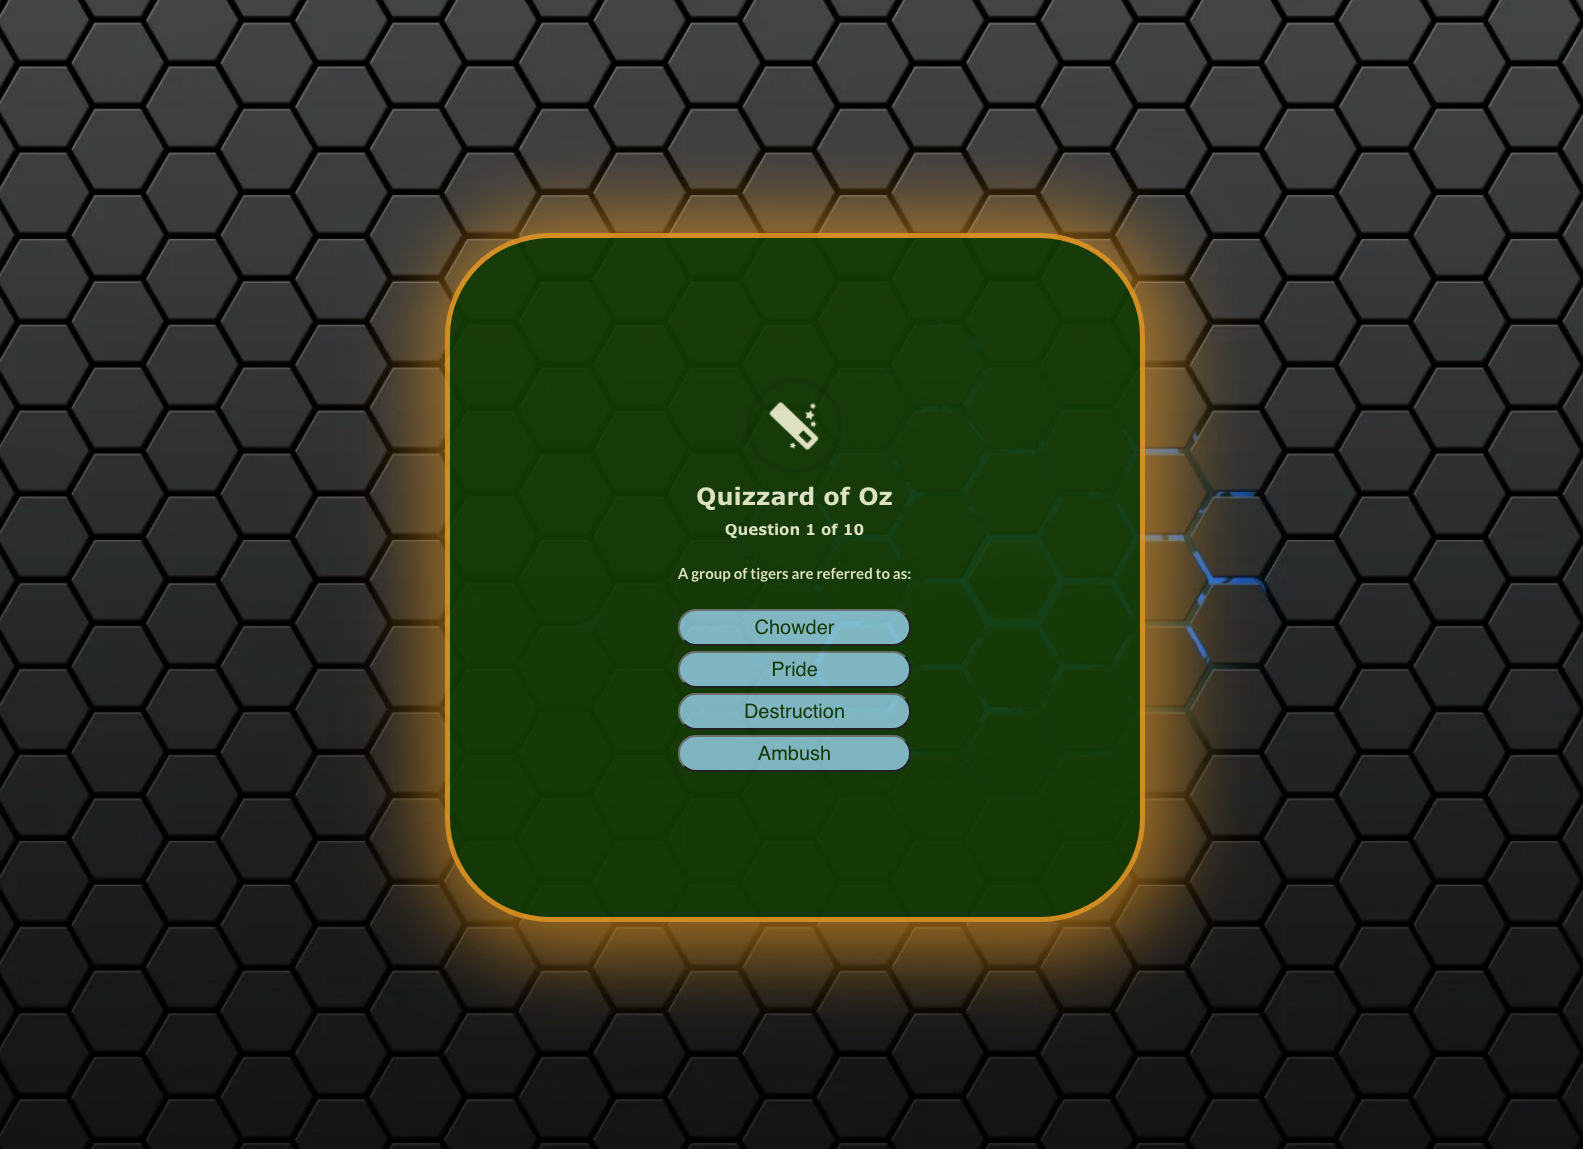 Quizzard of Oz
Question 1 of 10
A group of tigers are referred to as:
Chowder
Pride
Destruction
Ambush